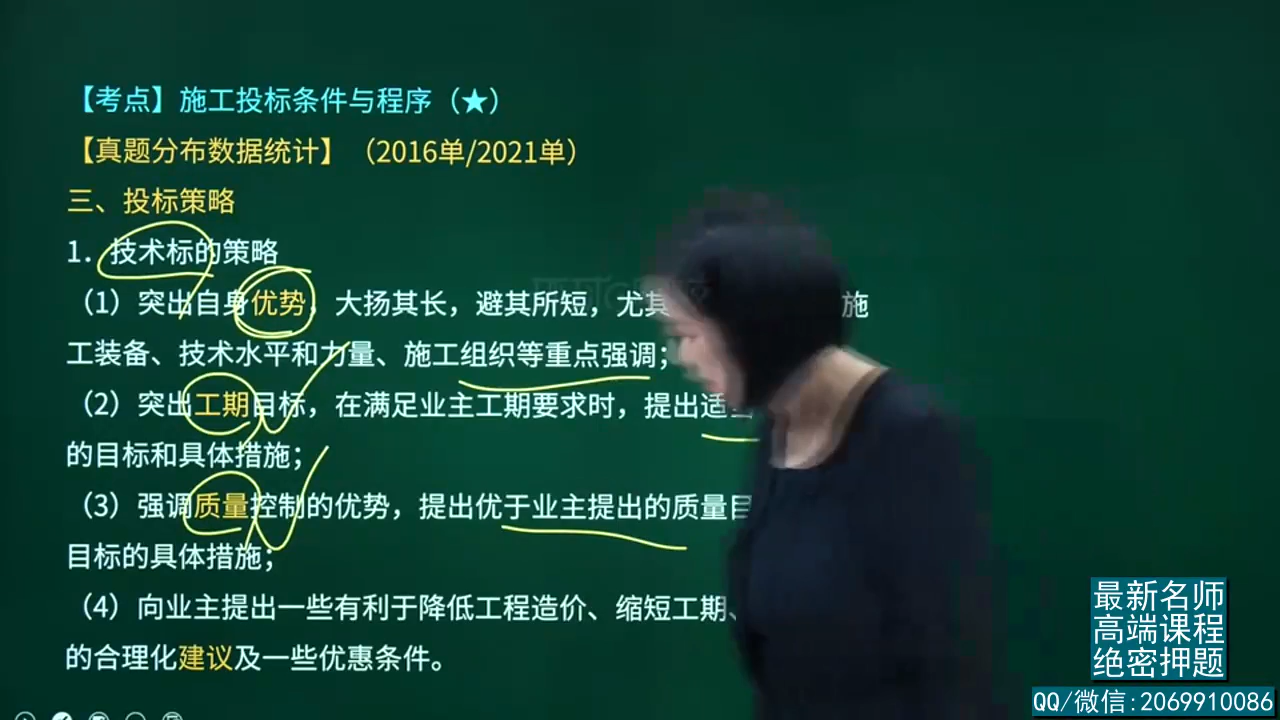 【考点】施工投标条件与程序（★）
【真题分布数据统计】（2016单/2021单）
三、投标策略
1．技术标的策略
（1）突出自身优势，大扬其长，避其所短，尤其 施
工装备、技术水平和力量、施工组织等重点强调；
（2）突出工期目标，在满足业主工期要求时，提出适当
的目标和具体措施；
（3）强调质量控制的优势，提出优于业主提出的质量目
目标的具体措施；
（4）向业主提出一些有利于降低工程造价、缩短工期、
的合理化建议及一些优惠条件。
最新名师
高端课程
绝密押题
QQ/微信:2069910086